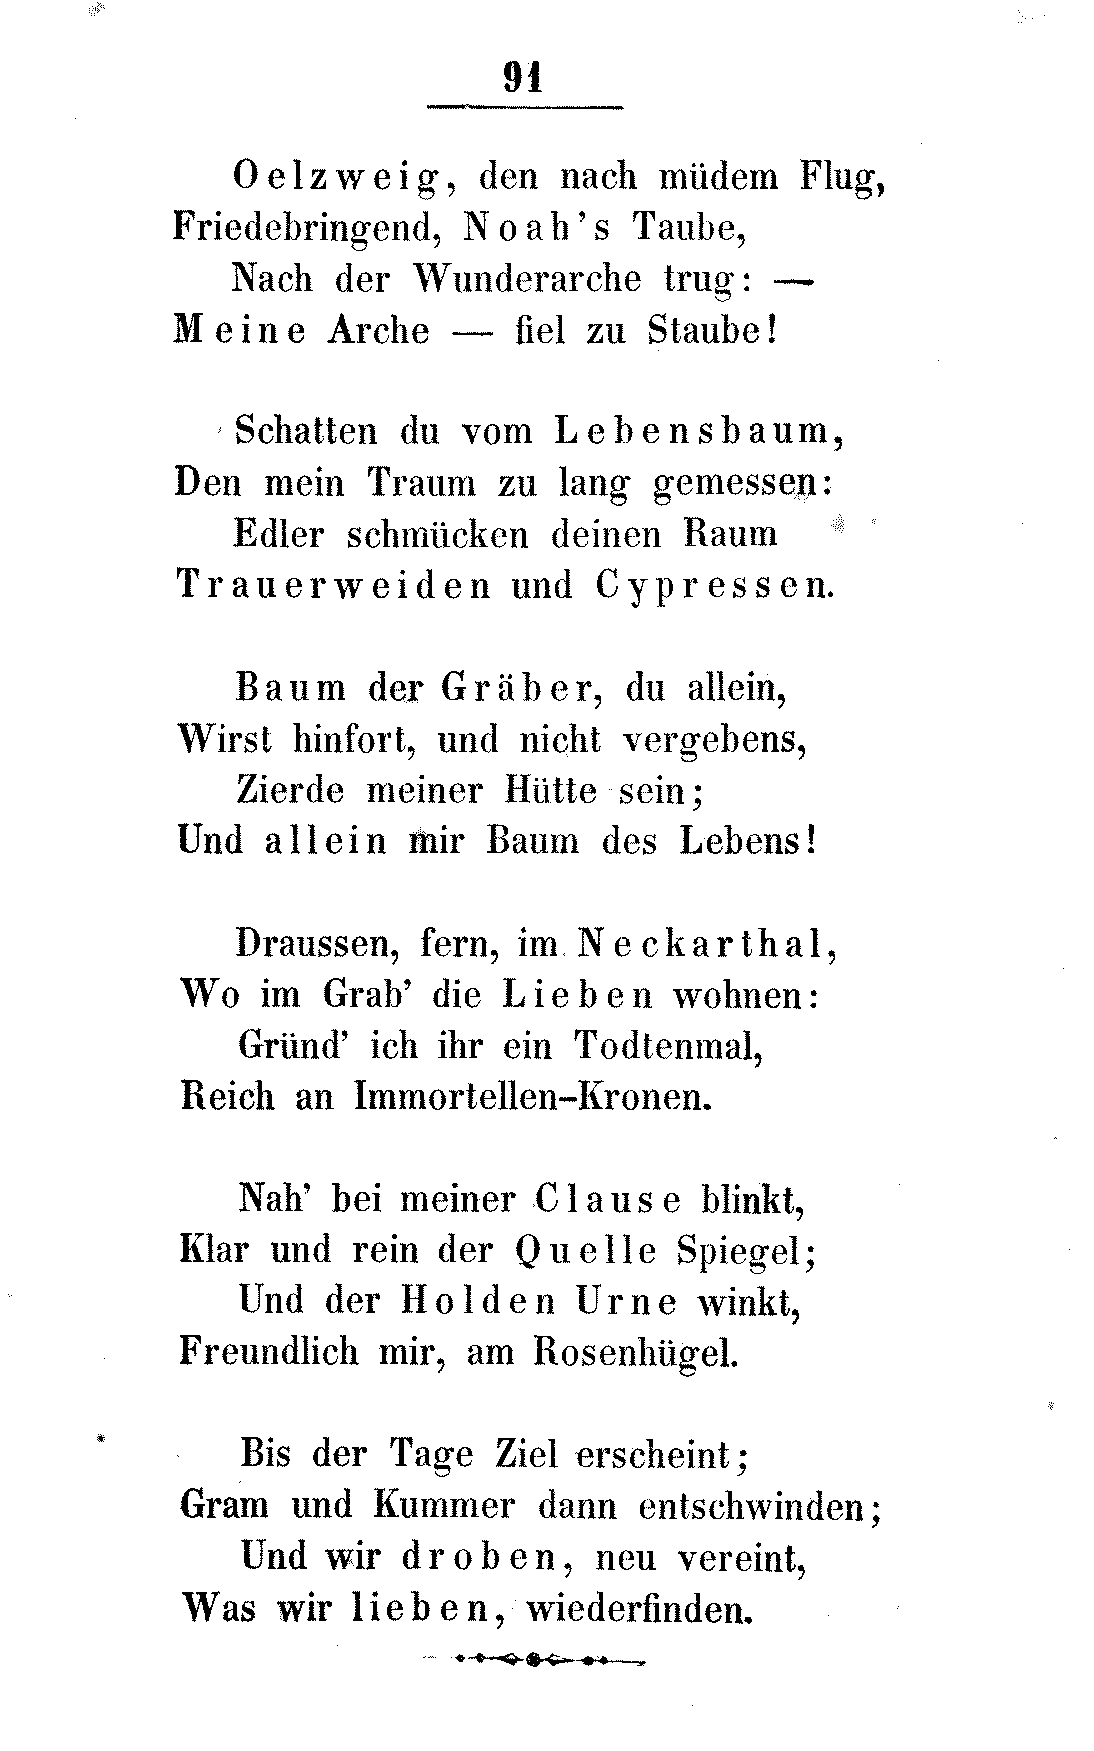 91
Oelzweig, den nach müdem Flug,
Friedebringend, Noah's Taube,
Nach der Wunderarche trug: —
Meine Arche — fiel zu Staube!
Schatten du vom Lebensbaum,
Den mein Traum zu lang gemessen:
Edler schmücken deinen Raum
Trauerweiden und Cypressen.
Baum der Gräber, du allein,
Wirst hinfort, und nicht vergebens,
Zierde meiner Hütte sein;
Und allein mir Baum des Lebens!
Draussen, fern, im Neckarthal,
Wo im Grab' die Lieben wohnen:
Gründ' ich ihr ein Todtenmal,
Reich an Immortellen-Kronen.
Nah' bei meiner Clause blinkt,
Klar und rein der Quelle Spiegel;
Und der Holden Urne winkt,
Freundlich mir, am Rosenhügel.
Bis der Tage Ziel erscheint;
Gram und Kummer dann entschwinden;
Und wir droben, neu vereint,
Was wir lieben, wiederfinden.